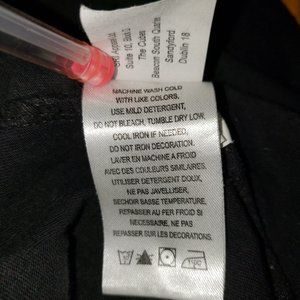 Suite 10, Block
The Cubes
Beacon South Quarte
Sandyford
Dublin 18
MACHINE WASH COLD
WITH LIKE COLORS,
USE MILD DETERGENT,
DO NOT BLEACH, TUMBLE DRY LOW,
COOL IRON IF NEEDED,
DO NOT IRON DECORATION.
LAVER EN MACHINE A FROID
AVEC DES COULEURS SIMILAIRES,
UTILISER DETERGENT DOUX,
NE PAS JAVELLISER,
SECHOIR BASSE TEMPERATURE,
REPASSER AU FER FROID SI
NECESSAIRE, NE PAS
REPASSER SUR LES DECORATIONS.